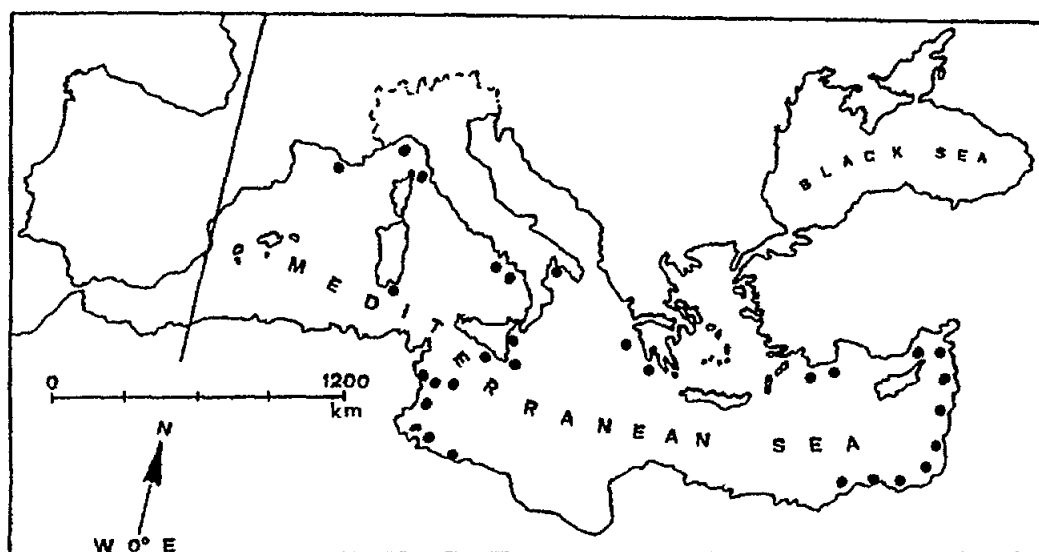 BLACK SEA
MEDITERRANEAN SEA
0 1200
km
N
W 0° E